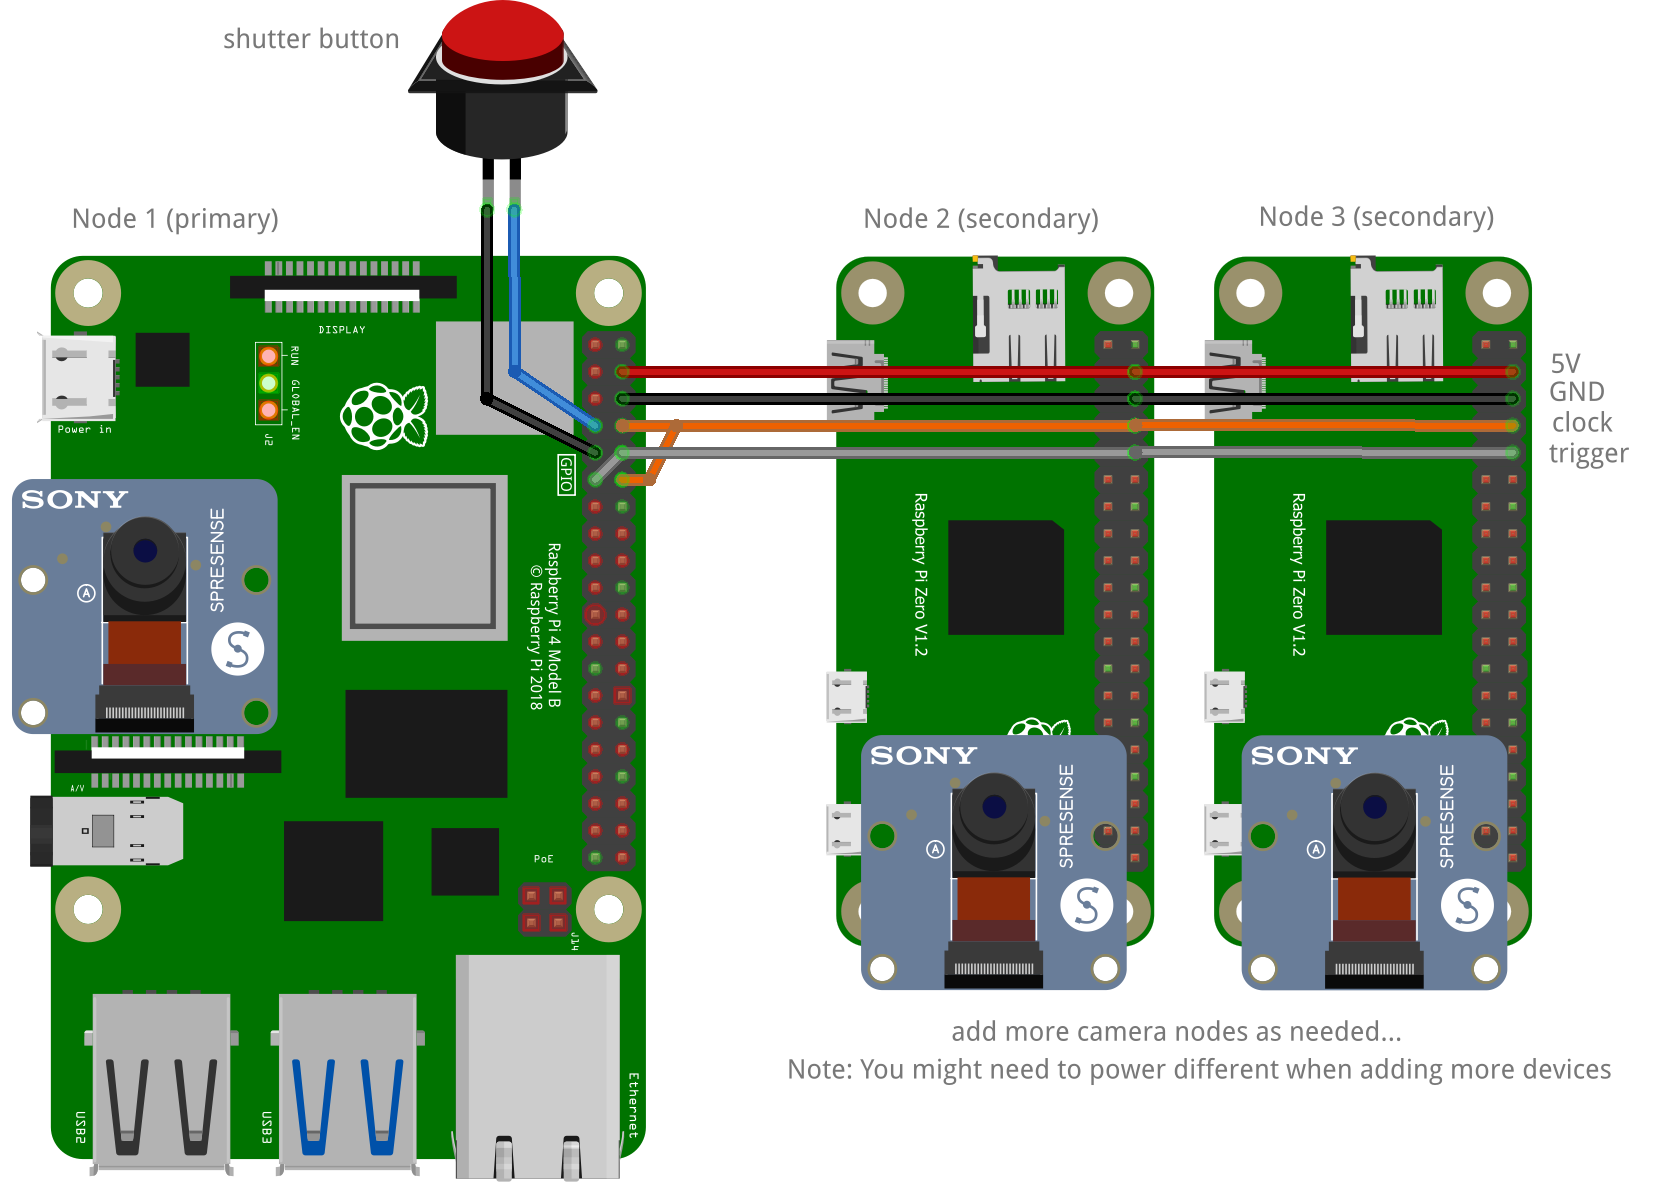 shutter button
Node 1 (primary)
Node 2 (secondary)
Node 3 (secondary)
DISPLAY
RUN
GLOBAL_EN
J2
Power in
5V
GND
clock
trigger
GPIO
SONY
SPRESENSE
A
Raspberry Pi 4 Model B
© Raspberry Pi 2018
Raspberry Pi Zero V1.2
Raspberry Pi Zero V1.2
A/V
PoE
J14
SONY
SPRESENSE
A
SONY
SPRESENSE
A
USB2
USB3
Ethernet
add more camera nodes as needed...
Note: You might need to power different when adding more devices